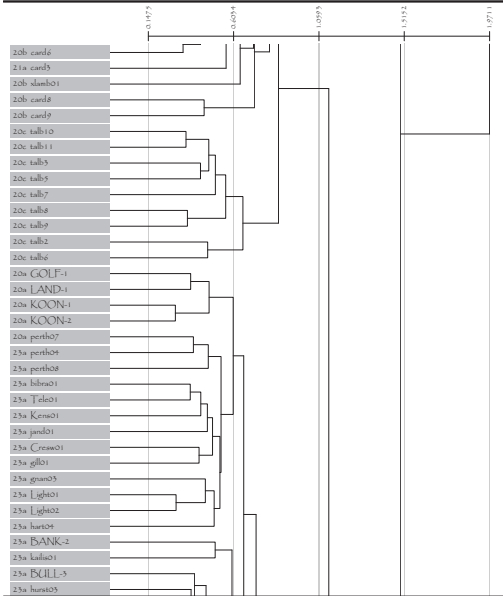 0.1475 0.6034 1.0593 1.5152 1.9711
20b card6
21a card3
20b xlamb01
20b card8
20b card9
20c talb10
20c talb11
20c talb3
20c talb5
20c talb7
20c talb8
20c talb9
20c talb2
20c talb6
20a GOLF-1
20a LAND-1
20a KOON-1
20a KOON-2
20a perth07
23a perth04
23a perth08
23a bibra01
23a Tele01
23a Kens01
23a jand01
23a Cresw01
23a gill01
23a gnan03
23a Light01
23a Light02
23a hart04
23a BANK-2
23a kailis01
23a BULL-3
23a hurst03